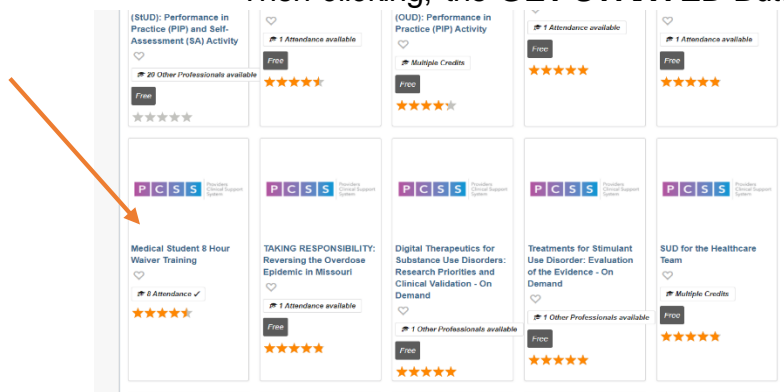 Then clicking, the GET STARTED Bu
(StUD): Performance in
Practice (PIP) and Self-
Assessment (SA) Activity
20 Other Professionals available
Free
1 Attendance available
Free
(OUD): Performance in
Practice (PIP) Activity
Multiple Credits
Free
1 Attendance available
Free
1 Attendance available
Free
PCSS Providers
Clinical Support
System
Medical Student 8 Hour
Waiver Training
8 Attendance ✓
PCSS Providers
Clinical Support
System
TAKING RESPONSIBILITY:
Reversing the Overdose
Epidemic in Missouri
1 Attendance available
Free
PCSS Providers
Clinical Support
System
Digital Therapeutics for
Substance Use Disorders:
Research Priorities and
Clinical Validation - On
Demand
1 Other Professionals available
Free
PCSS Providers
Clinical Support
System
Treatments for Stimulant
Use Disorder: Evaluation
of the Evidence - On
Demand
1 Other Professionals available
Free
PCSS Providers
Clinical Support
System
SUD for the Healthcare
Team
Multiple Credits
Free